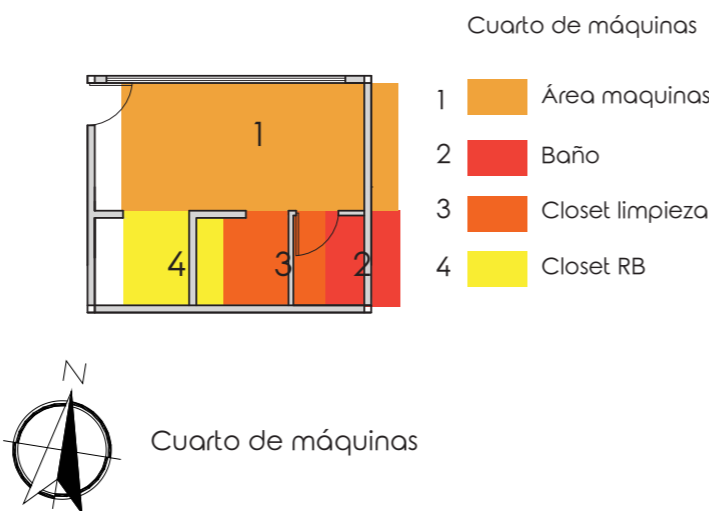 Cuarto de máquinas
1 Área maquinas
2 Baño
3 Closet limpieza
4 Closet RB
1
4 3 2
N
Cuarto de máquinas